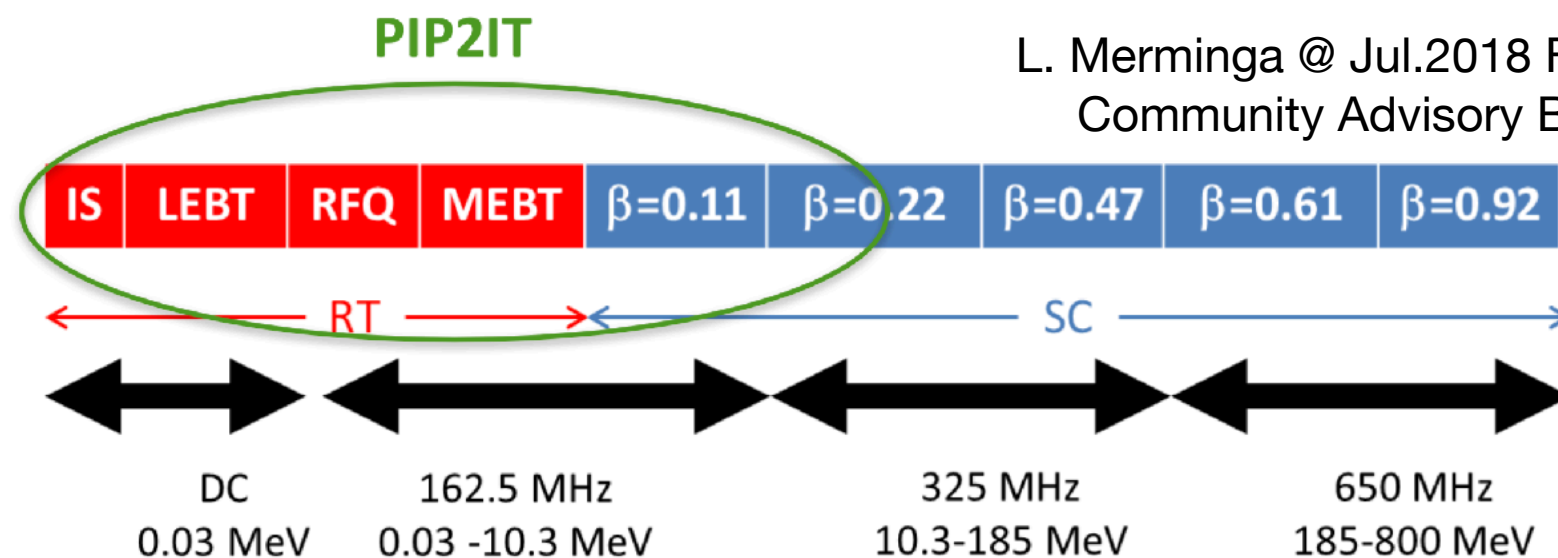 PIP2IT
L. Merminga @ Jul.2018
Community Advisory
IS LEBT RFQ MEBT β=0.11 β=0.22 β=0.47 β=0.61 β=0.92
RT SC
DC 162.5 MHz 325 MHz 650 MHz
0.03 MeV 0.03 -10.3 MeV 10.3-185 MeV 185-800 MeV